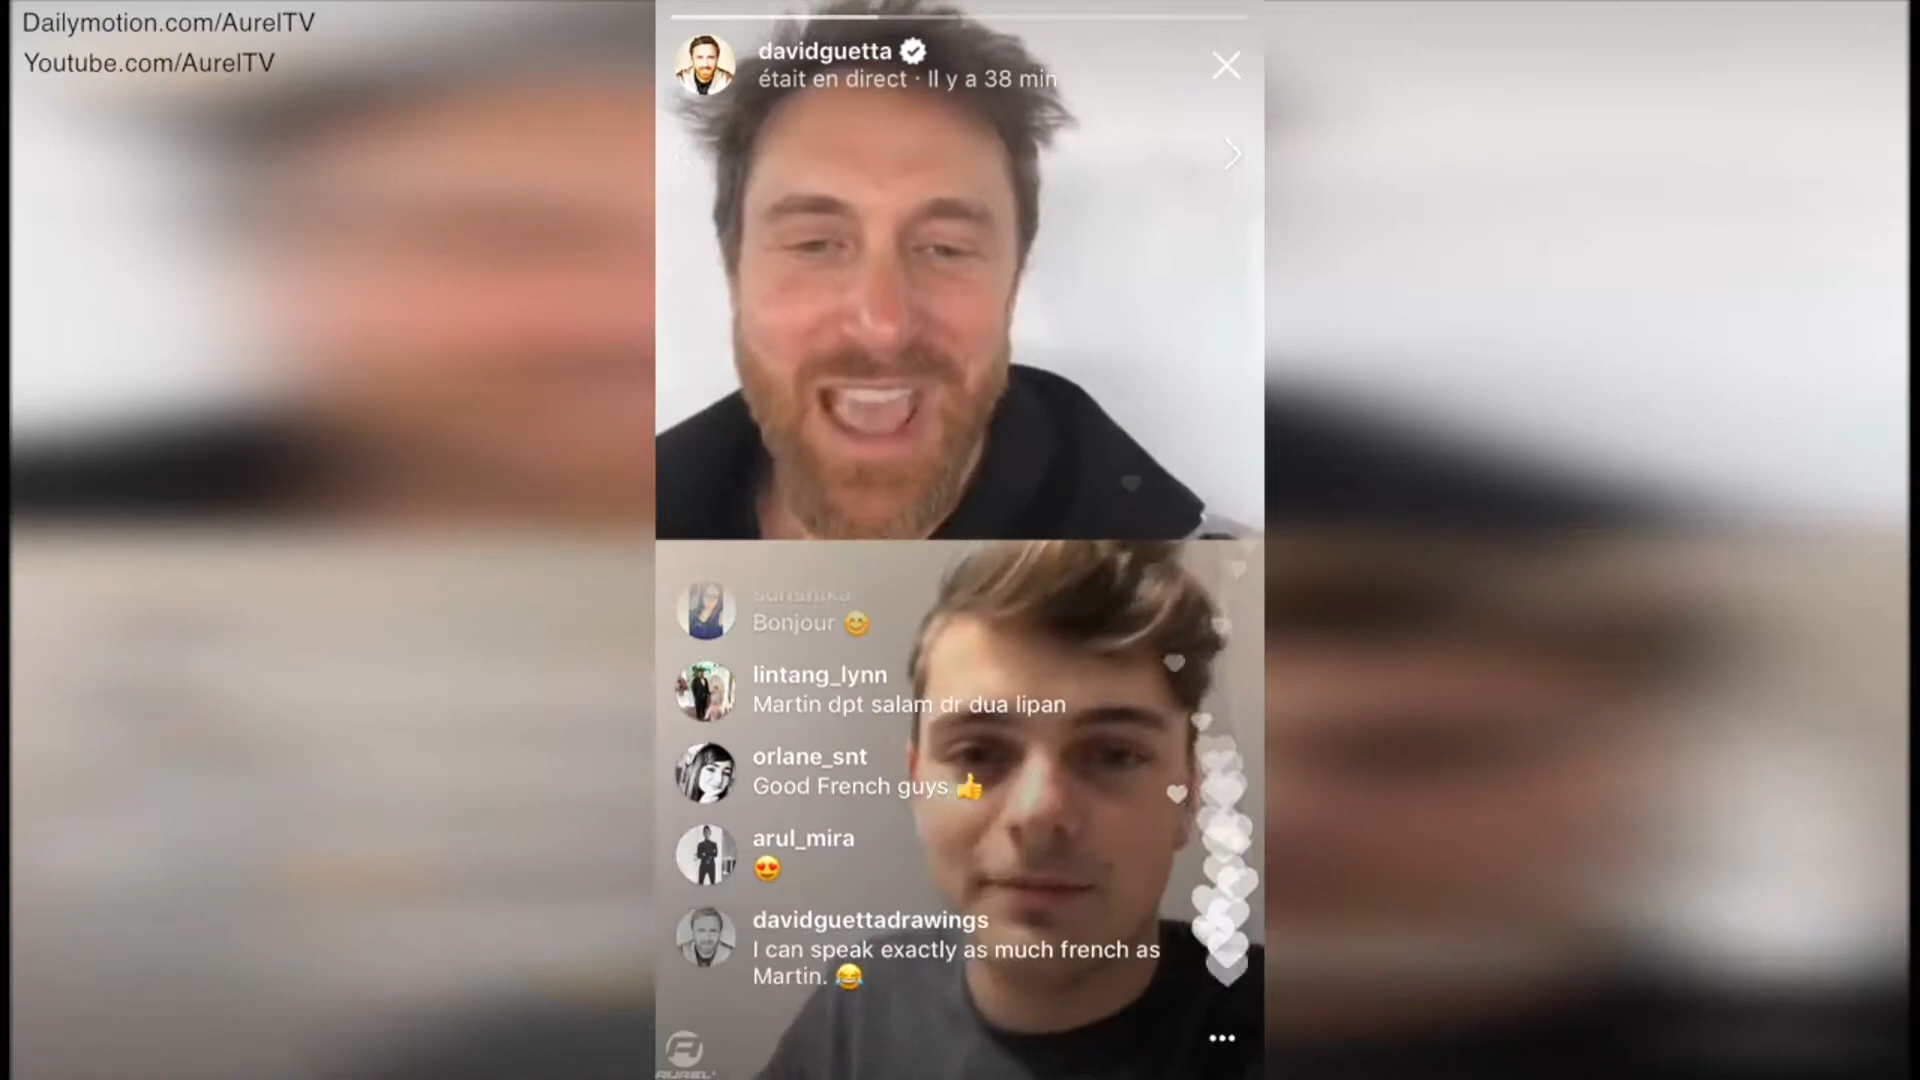 Dailymotion.com/AurelTV
Youtube.com/AurelTV
davidguetta
était en direct · Il y a 38 min
Bonjour 😊
lintang_lynn
Martin dpt salam dr dua lipan
orlane_snt
Good French guys 👍
arul_mira
😍
davidguettadrawings
I can speak exactly as much french as
Martin. 😂
AUREL